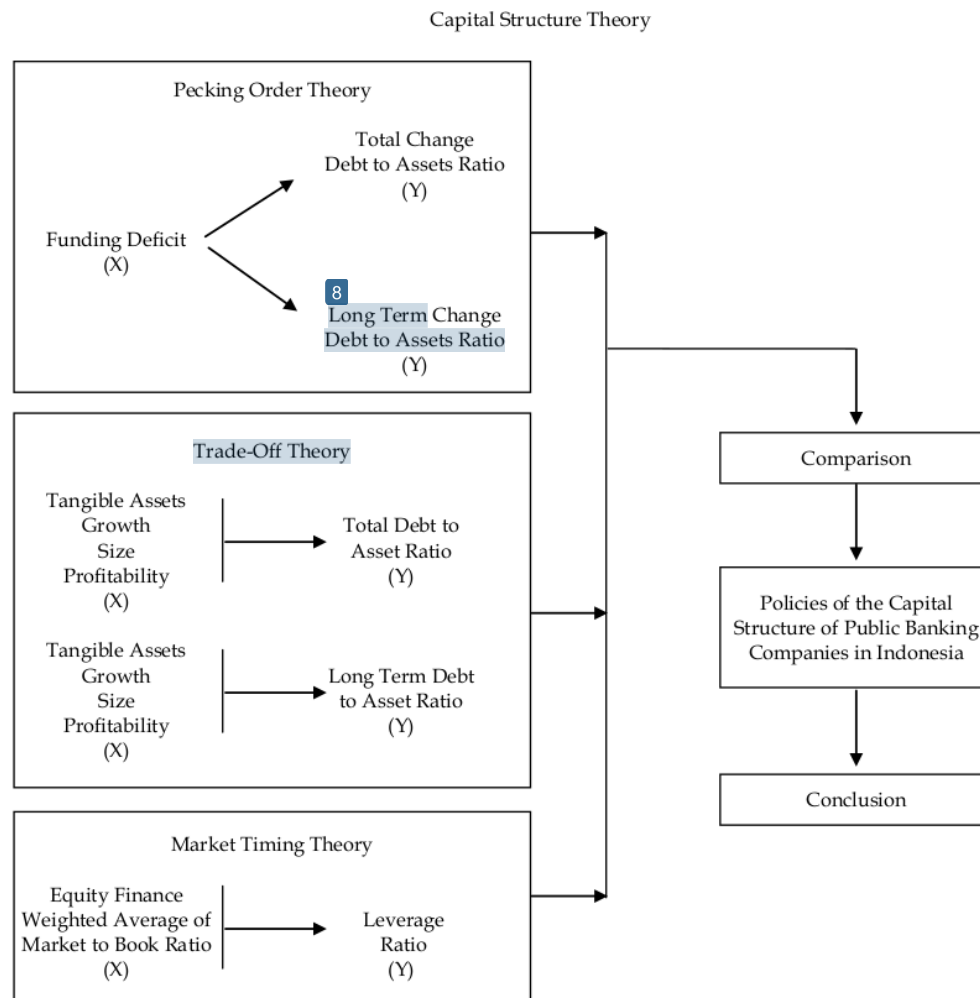 Capital Structure Theory
Pecking Order Theory
Total Change
Debt to Assets Ratio
(Y)
Funding Deficit
(X)
8
Long Term Change
Debt to Assets Ratio
(Y)
Trade-Off Theory
Tangible Assets
Growth
Size
Profitability
(X)
Total Debt to
Asset Ratio
(Y)
Tangible Assets
Growth
Size
Profitability
(X)
Long Term Debt
to Asset Ratio
(Y)
Market Timing Theory
Equity Finance
Weighted Average of
Market to Book Ratio
(X)
Leverage
Ratio
(Y)
Comparison
Policies of the Capital
Structure of Public Banking
Companies in Indonesia
Conclusion